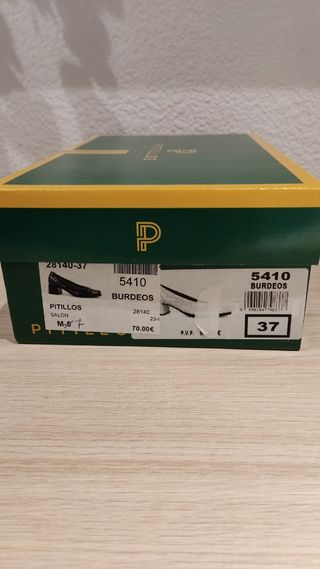 PITILLOS
P
28140-37
5410
BURDEOS
PITILLOS
28140
SALON
70.00€
5410
BURDEOS
37
P.V.P.